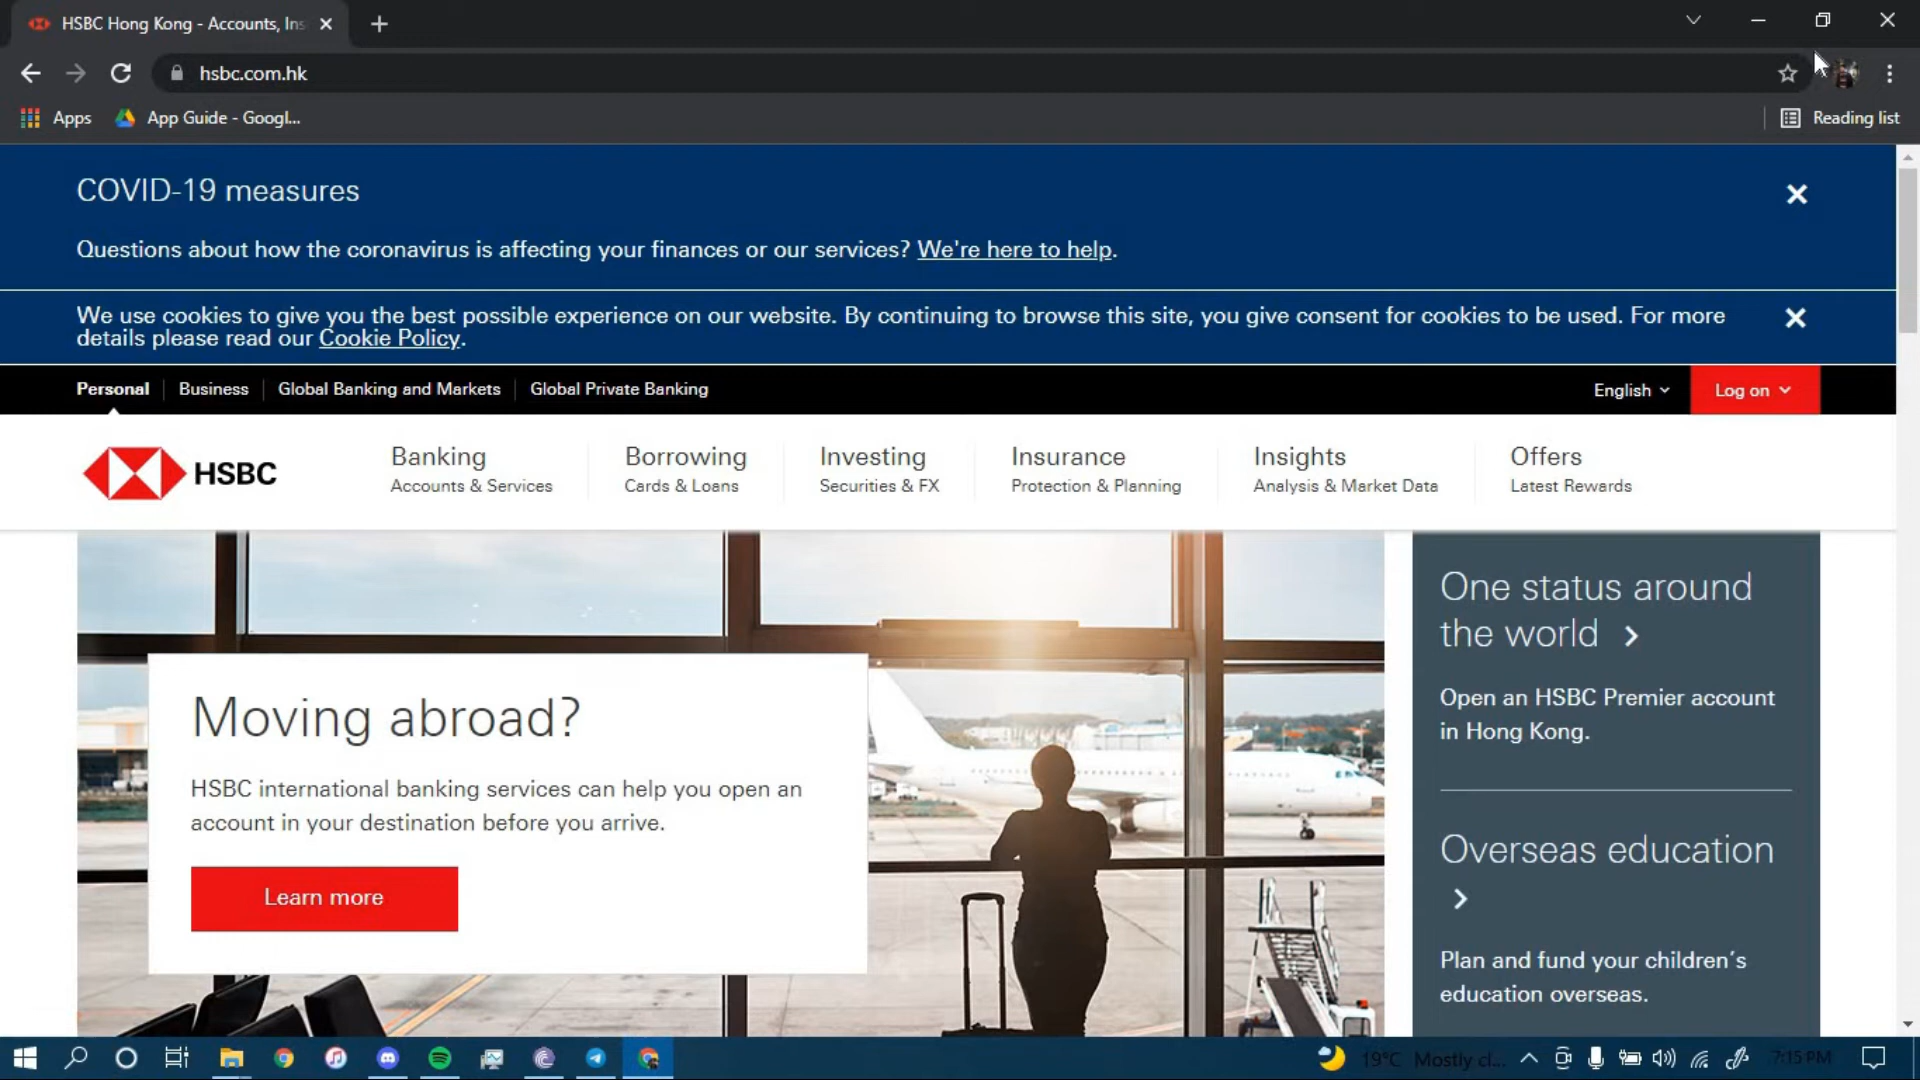 HSBC Hong Kong - Accounts, Ins
hsbc.com.hk
Apps
App Guide - Googl...
Reading list
COVID-19 measures
Questions about how the coronavirus is affecting your finances or our services? We're here to help.
We use cookies to give you the best possible experience on our website. By continuing to browse this site, you give consent for cookies to be used. For more
details please read our Cookie Policy.
Personal
Business
Global Banking and Markets
Global Private Banking
English
Log on
HSBC
Banking
Accounts & Services
Borrowing
Cards & Loans
Investing
Securities & FX
Insurance
Protection & Planning
Insights
Analysis & Market Data
Offers
Latest Rewards
Moving abroad?
HSBC international banking services can help you open an
account in your destination before you arrive.
Learn more
One status around
the world
Open an HSBC Premier account
in Hong Kong.
Overseas education
Plan and fund your children's
education overseas.
19°C Mostly cl...
7:15 PM